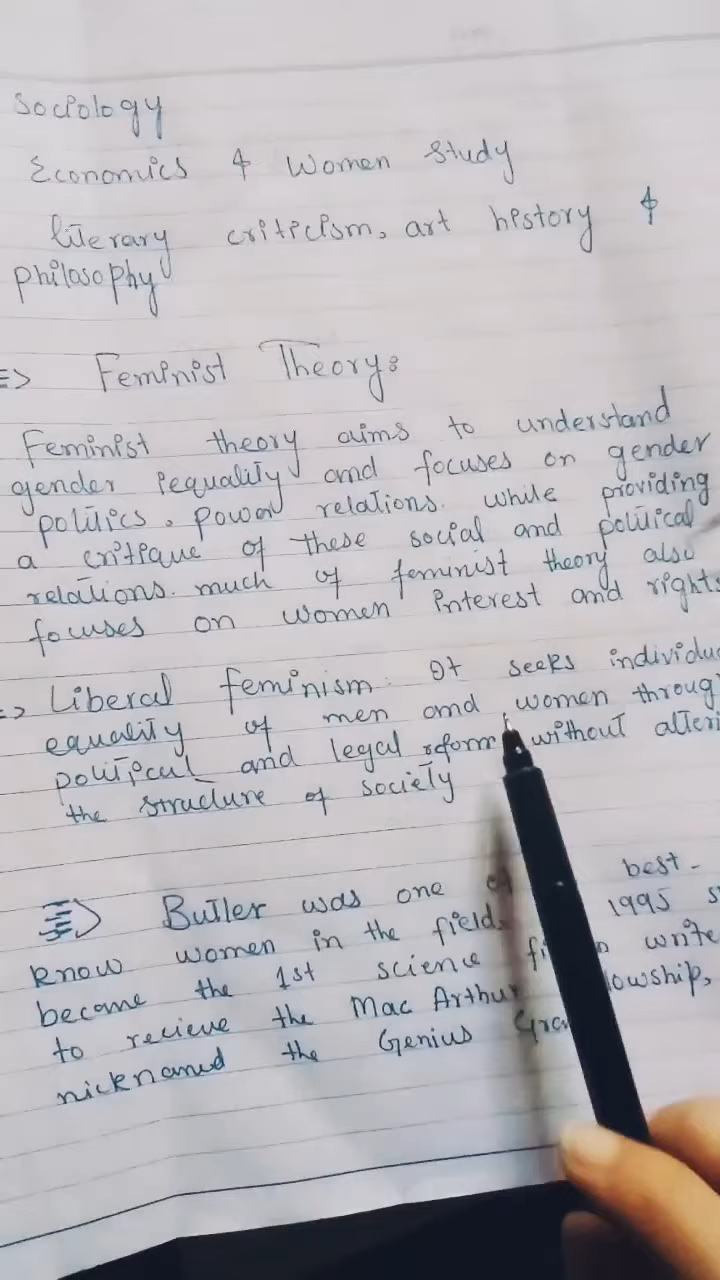 Sociology
Economics & Women Study
literary criticism, art history &
philosophy
=> Feminist Theory:
Feminist theory aims to understand
gender iequality and focuses on gender
politics, power relations. while providing
a critique of these social and political
relations. much of feminist theory also
focuses on women interest and rights
=> Liberal feminism: It seeks individu
equality of men and women throug
political and legal reform without alteri
the structure of society
=> Butler was one best-
know women in the field. 1995 s
become the 1st science write
to recieve the Mac Arthur lowship,
nicknamed the Genius Gra